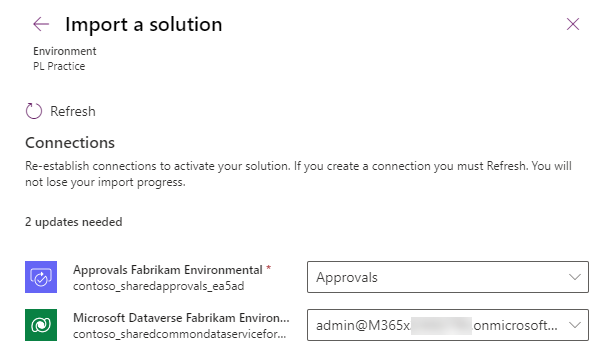 Import a solution
Environment
PL Practice
Refresh
Connections
Re-establish connections to activate your solution. If you create a connection you must Refresh. You will
not lose your import progress.
2 updates needed
Approvals Fabrikam Environmental *
contoso_sharedapprovals_ea5ad
Approvals
Microsoft Dataverse Fabrikam Environ...
contoso_sharedcommondataservicefor...
admin@M365x onmicrosoft...